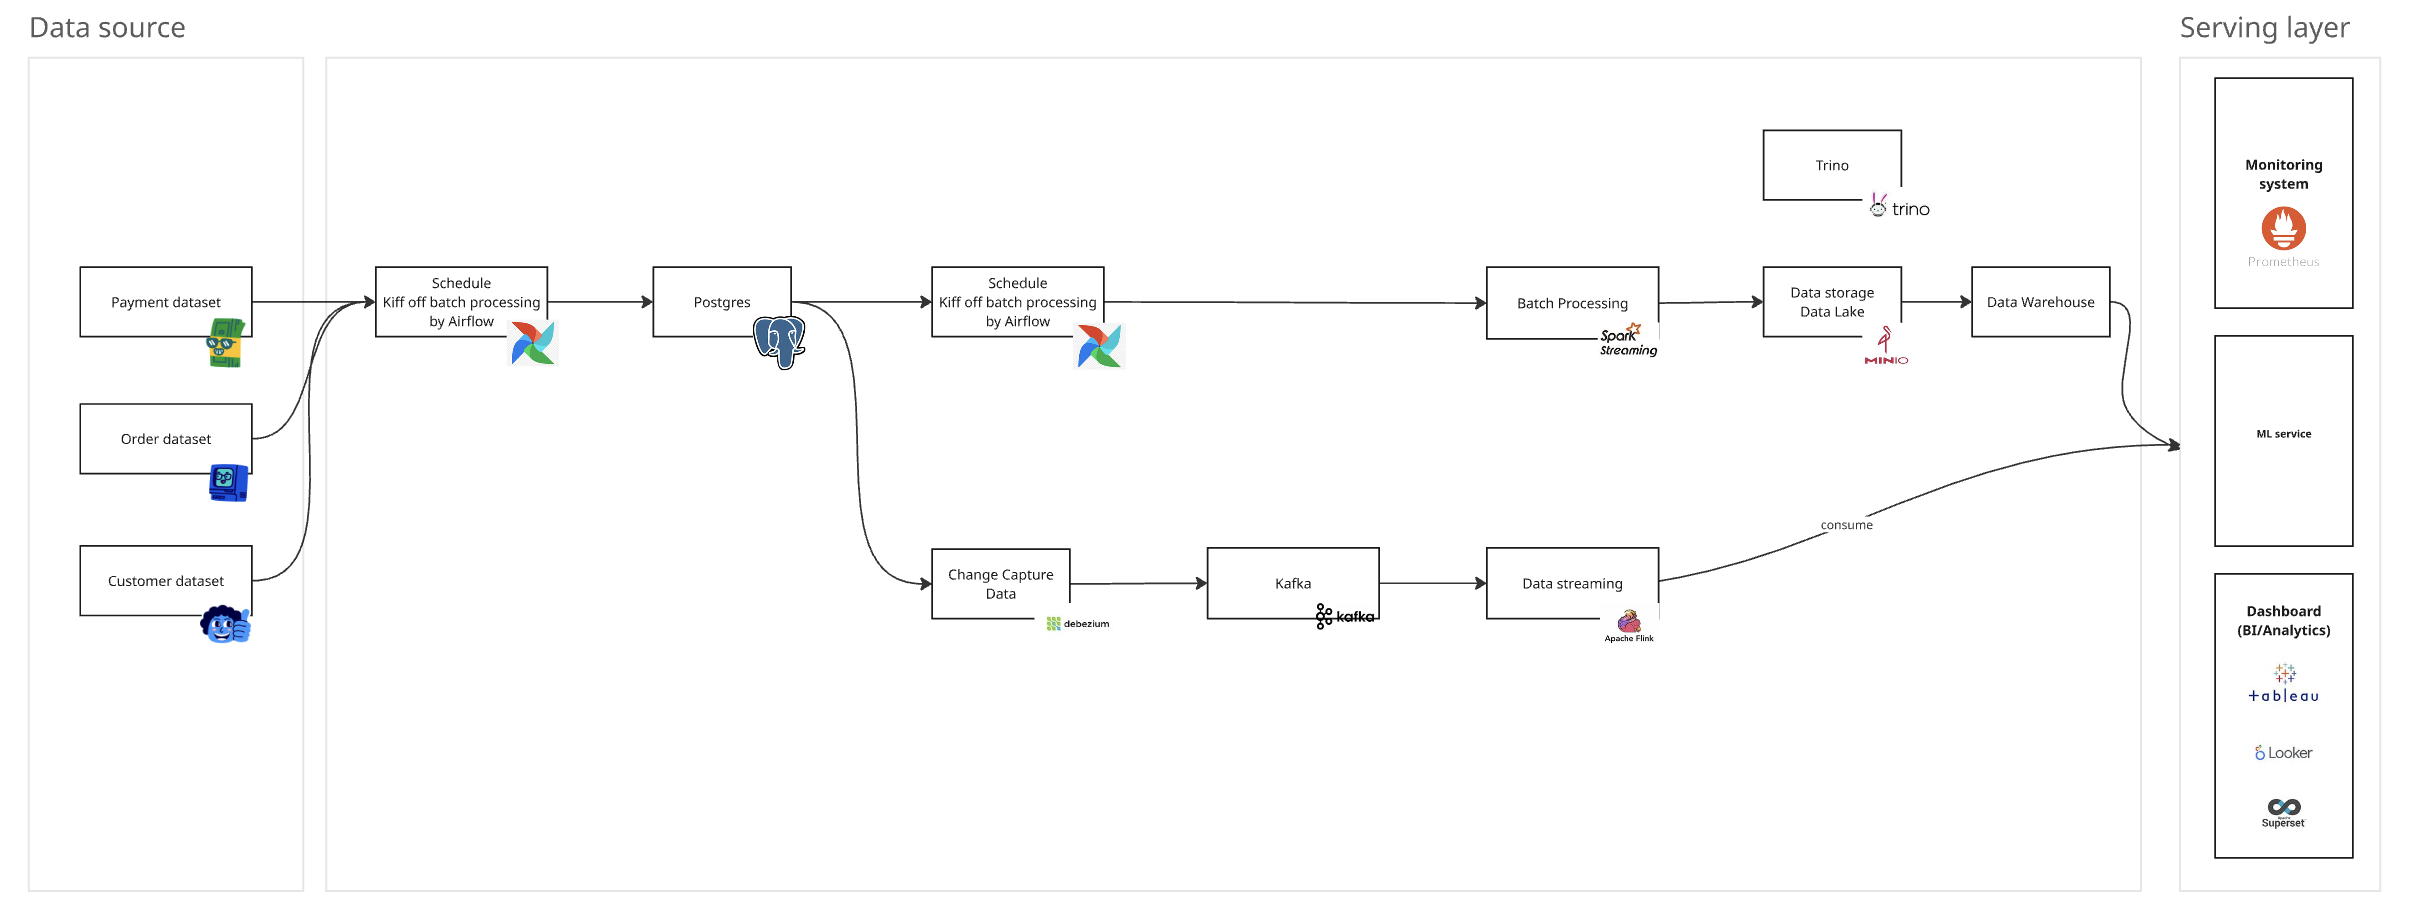 Data source
Serving layer
Payment dataset
Order dataset
Customer dataset
Schedule
Kiff off batch processing
by Airflow
Postgres
Schedule
Kiff off batch processing
by Airflow
Batch Processing
Spark
Streaming
Trino
trino
Data storage
Data Lake
MINIO
Data Warehouse
Change Capture
Data
debezium
Kafka
kafka
Data streaming
Apache Flink
consume
Monitoring
system
Prometheus
ML service
Dashboard
(BI/Analytics)
+ableau
Looker
Apache
Superset